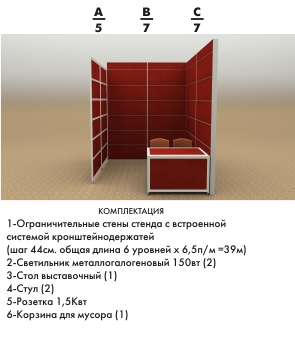 A B C
5 7 7
КОМПЛЕКТАЦИЯ
1-Ограничительные стены стенда с встроенной
системой кронштейнодержатей
(шаг 44см. общая длина 6 уровней х 6,5п/м =39м)
2-Светильник металлогалогеновый 150вт (2)
3-Стол выставочный (1)
4-Стул (2)
5-Розетка 1,5Квт
6-Корзина для мусора (1)